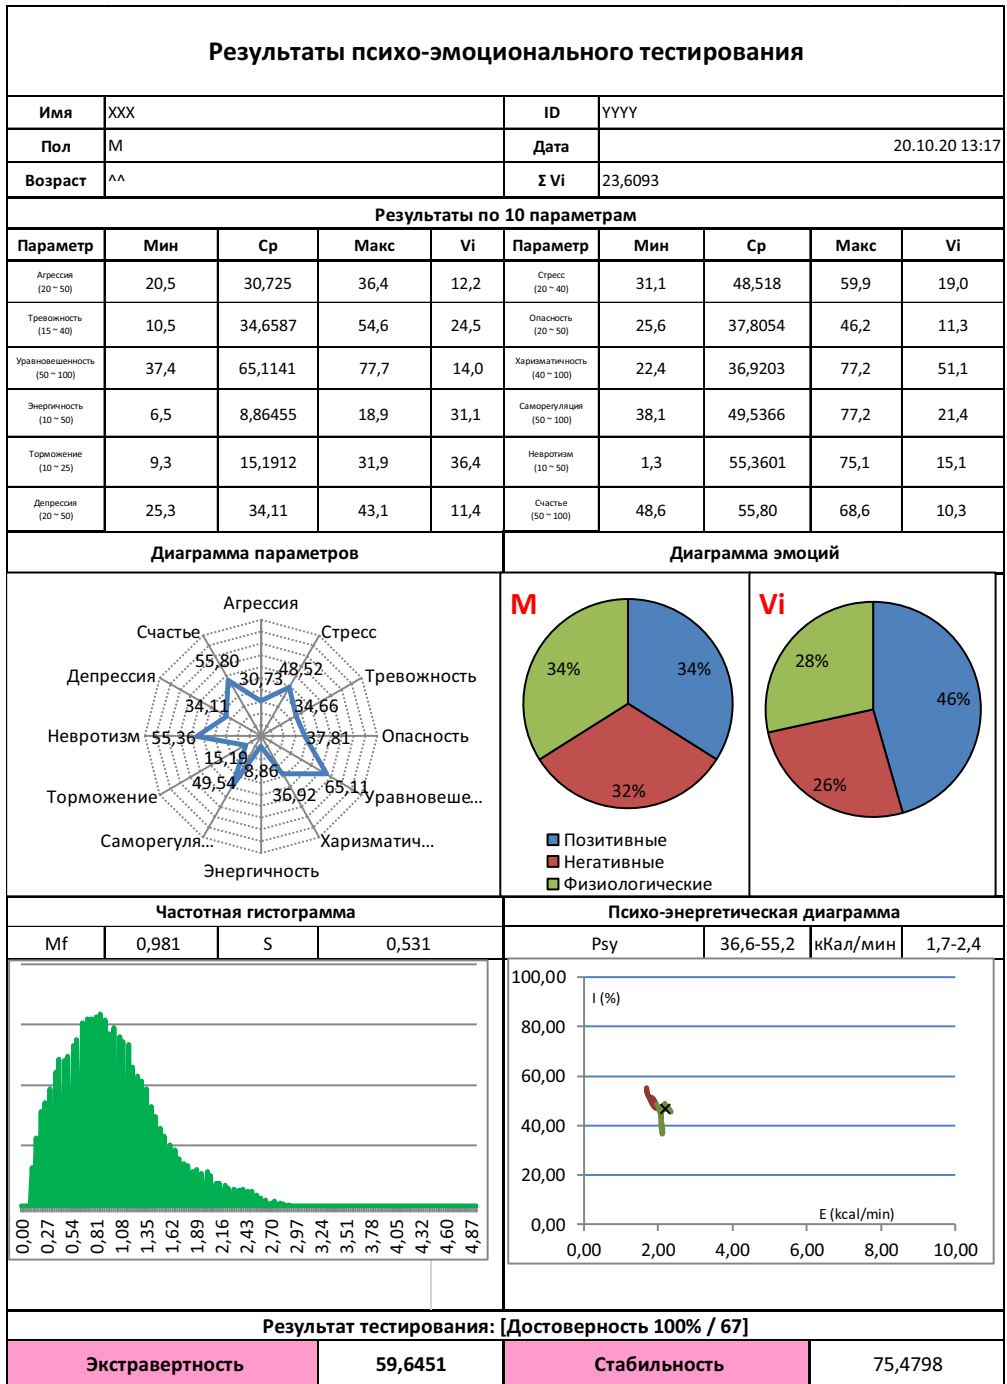 Результаты психо-эмоционального тестирования
Имя XXX ID YYYY
Пол М Дата 20.10.20 13:17
Возраст ^^ Σ Vi 23,6093
Результаты по 10 параметрам
Параметр Мин Ср Макс Vi Параметр Мин Ср Макс Vi
Агрессия (20 ~ 50) 20,5 30,725 36,4 12,2 Стресс (20 ~ 40) 31,1 48,518 59,9 19,0
Тревожность (15 ~ 40) 10,5 34,6587 54,6 24,5 Опасность (20 ~ 50) 25,6 37,8054 46,2 11,3
Уравновешенность (50 ~ 100) 37,4 65,1141 77,7 14,0 Харизматичность (40 ~ 100) 22,4 36,9203 77,2 51,1
Энергичность (10 ~ 50) 6,5 8,86455 18,9 31,1 Саморегуляция (50 ~ 100) 38,1 49,5366 77,2 21,4
Торможение (10 ~ 25) 9,3 15,1912 31,9 36,4 Невротизм (10 ~ 50) 1,3 55,3601 75,1 15,1
Депрессия (20 ~ 50) 25,3 34,11 43,1 11,4 Счастье (50 ~ 100) 48,6 55,80 68,6 10,3
Диаграмма параметров Диаграмма эмоций
Агрессия
Счастье Стресс
55,80 30,73 48,52
Депрессия Тревожность
34,11 34,66
Невротизм 55,36 37,81 Опасность
15,19 8,86
49,54 36,92 65,11
Торможение Уравновеше...
Саморегуля... Харизматич...
Энергичность
M
34% 34%
32%
Позитивные
Негативные
Физиологические
Vi
28%
46%
26%
Частотная гистограмма Психо-энергетическая диаграмма
Mf 0,981 S 0,531 Psy 36,6-55,2 кКал/мин 1,7-2,4
0,00 0,27 0,54 0,81 1,08 1,35 1,62 1,89 2,16 2,43 2,70 2,97 3,24 3,51 3,78 4,05 4,32 4,60 4,87
100,00
I (%)
80,00
60,00
40,00
20,00
0,00
E (kcal/min)
0,00 2,00 4,00 6,00 8,00 10,00
Результат тестирования: [Достоверность 100% / 67]
Экстравертность 59,6451 Стабильность 75,4798